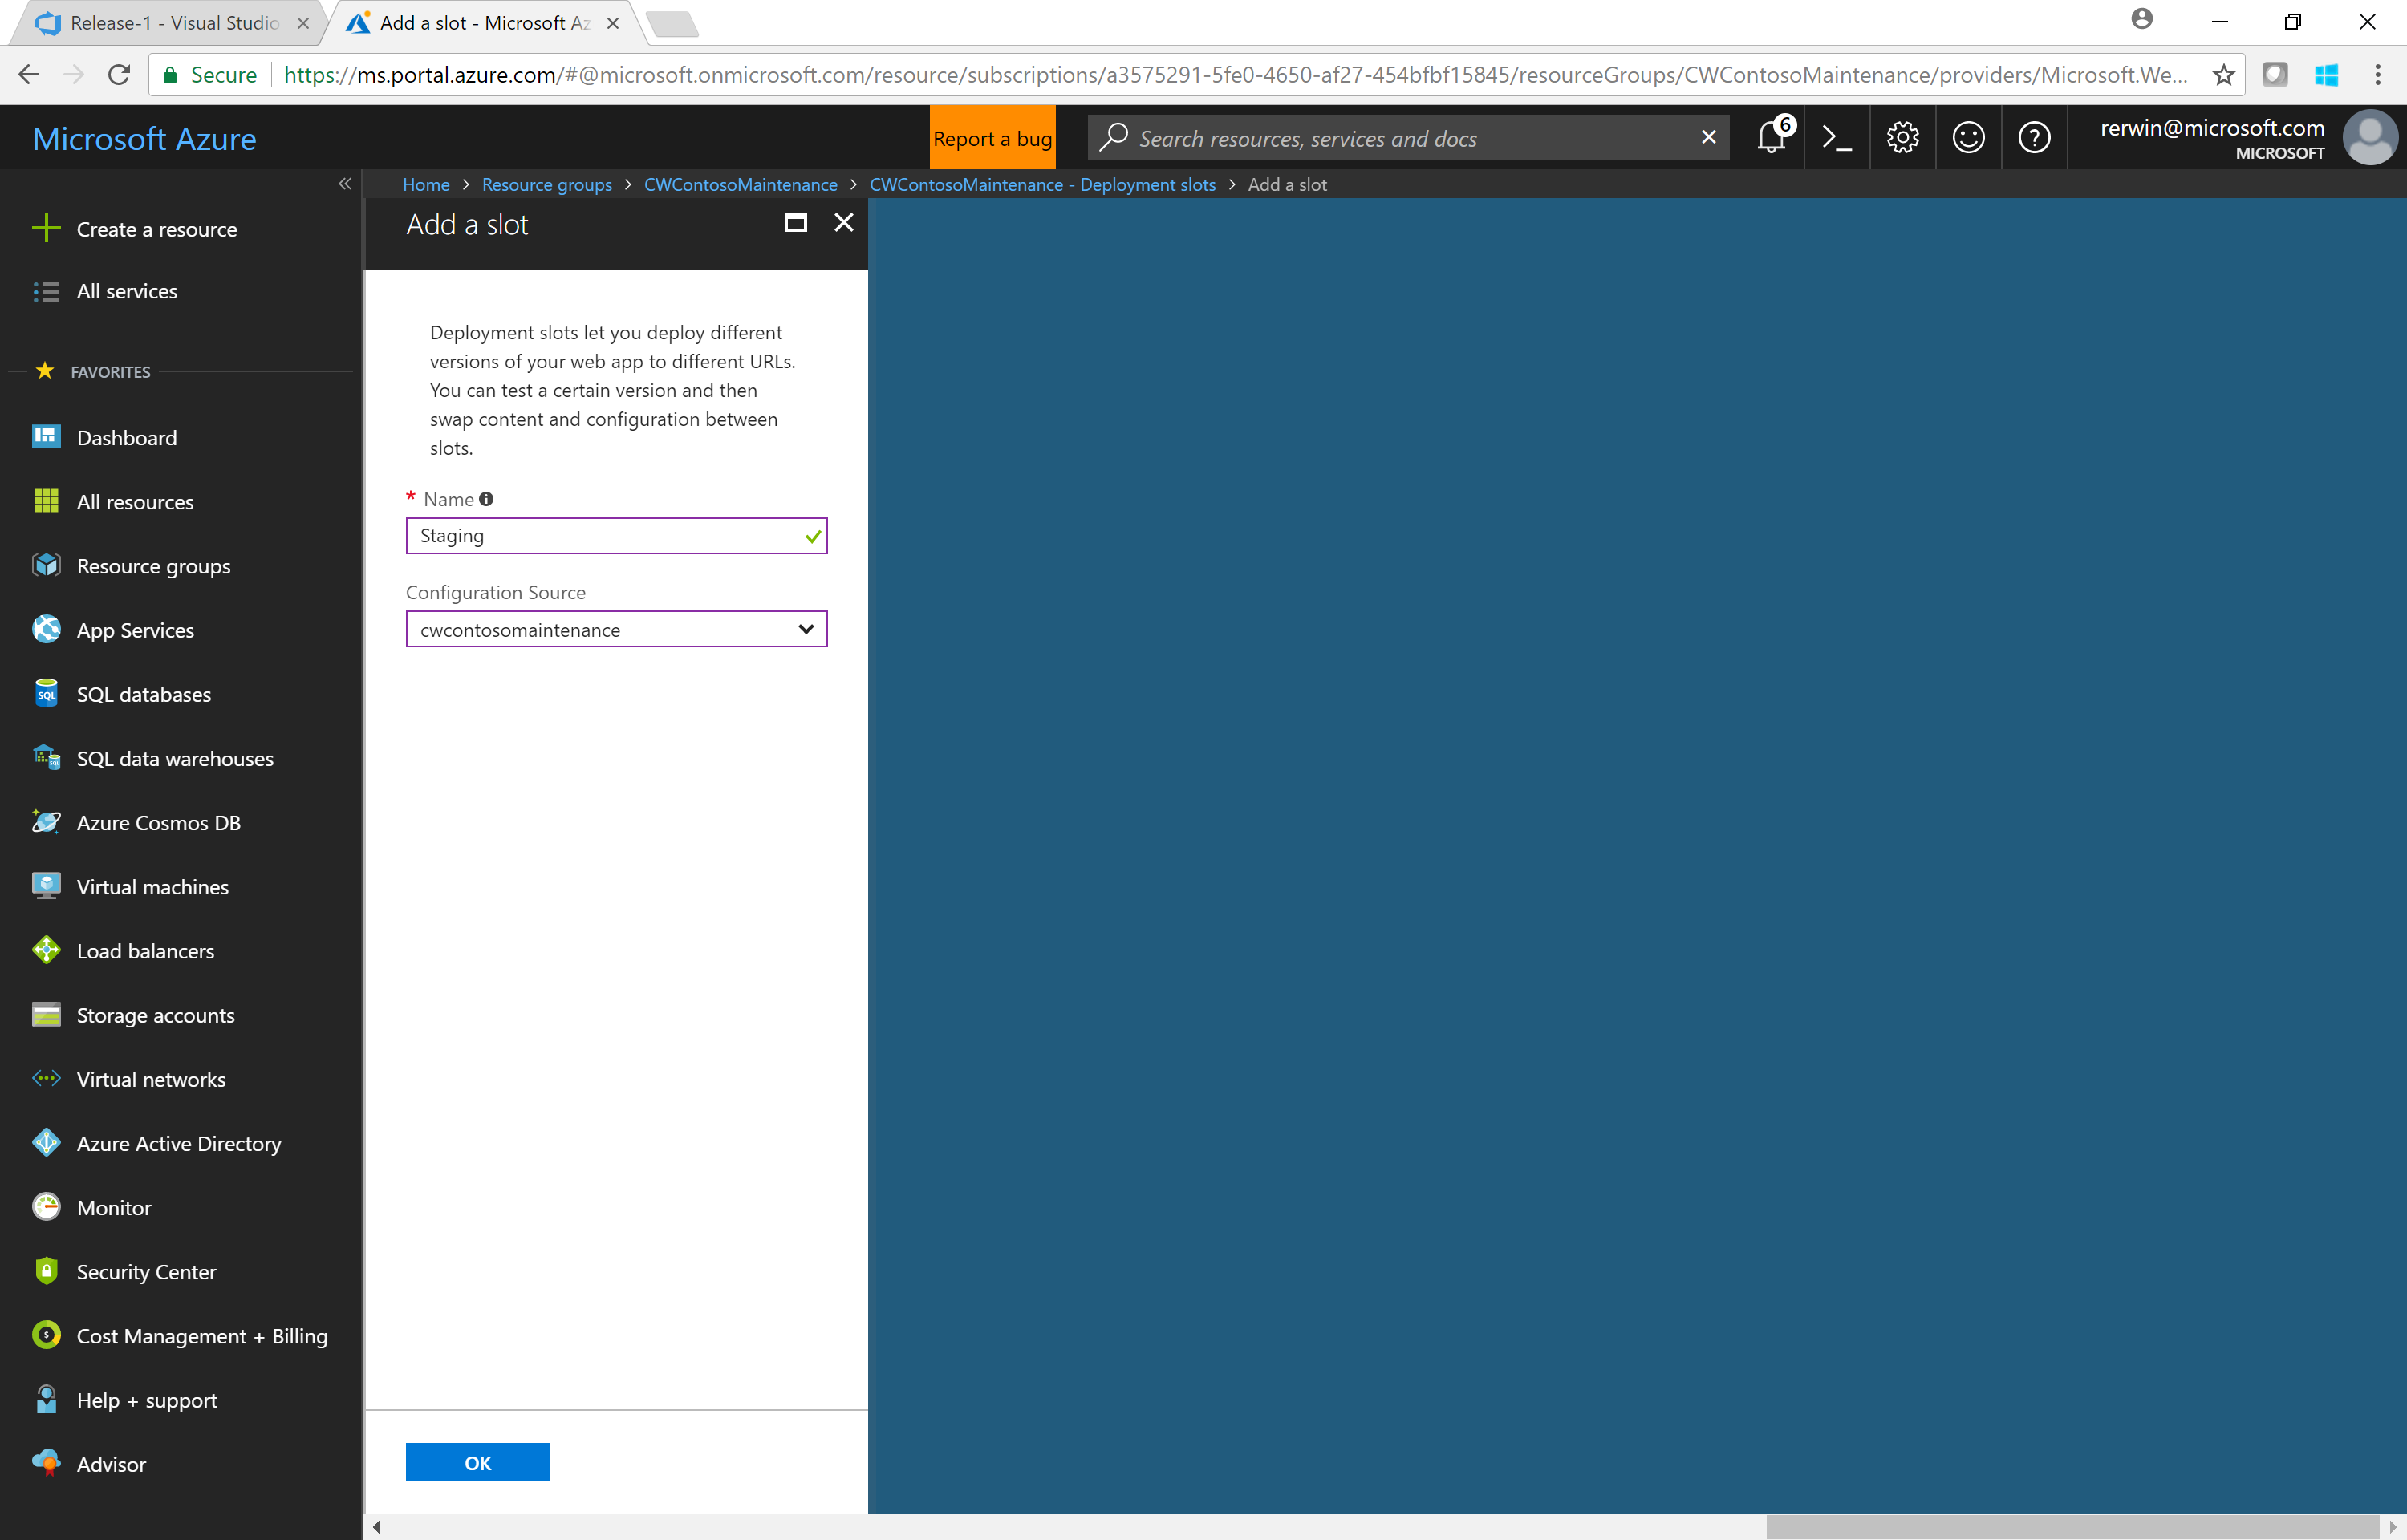 Release-1 - Visual Studio
Add a slot - Microsoft Az
Secure
https://ms.portal.azure.com/#@microsoft.onmicrosoft.com/resource/subscriptions/a3575291-5fe0-4650-af27-454bfbf15845/resourceGroups/CWContosoMaintenance/providers/Microsoft.We...
Microsoft Azure
Report a bug
Search resources, services and docs
6
rerwin@microsoft.com
MICROSOFT
Home > Resource groups > CWContosoMaintenance > CWContosoMaintenance - Deployment slots > Add a slot
Create a resource
All services
FAVORITES
Dashboard
All resources
Resource groups
App Services
SQL databases
SQL data warehouses
Azure Cosmos DB
Virtual machines
Load balancers
Storage accounts
Virtual networks
Azure Active Directory
Monitor
Security Center
Cost Management + Billing
Help + support
Advisor
Add a slot
Deployment slots let you deploy different
versions of your web app to different URLs.
You can test a certain version and then
swap content and configuration between
slots.
* Name
Staging
Configuration Source
cwcontosomaintenance
OK